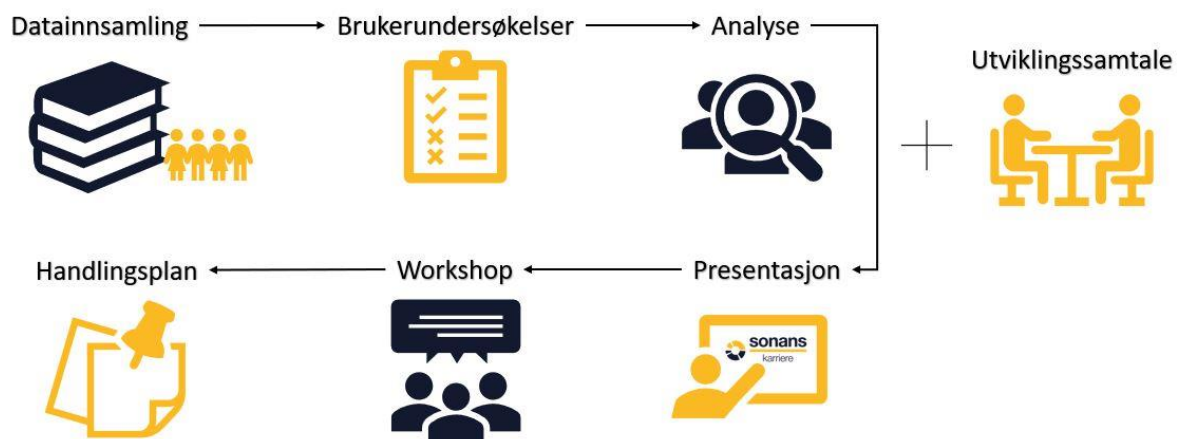 Datainnsamling
Brukerundersøkelser
Analyse
Utviklingssamtale
Handlingsplan
Workshop
Presentasjon
sonans
karriere